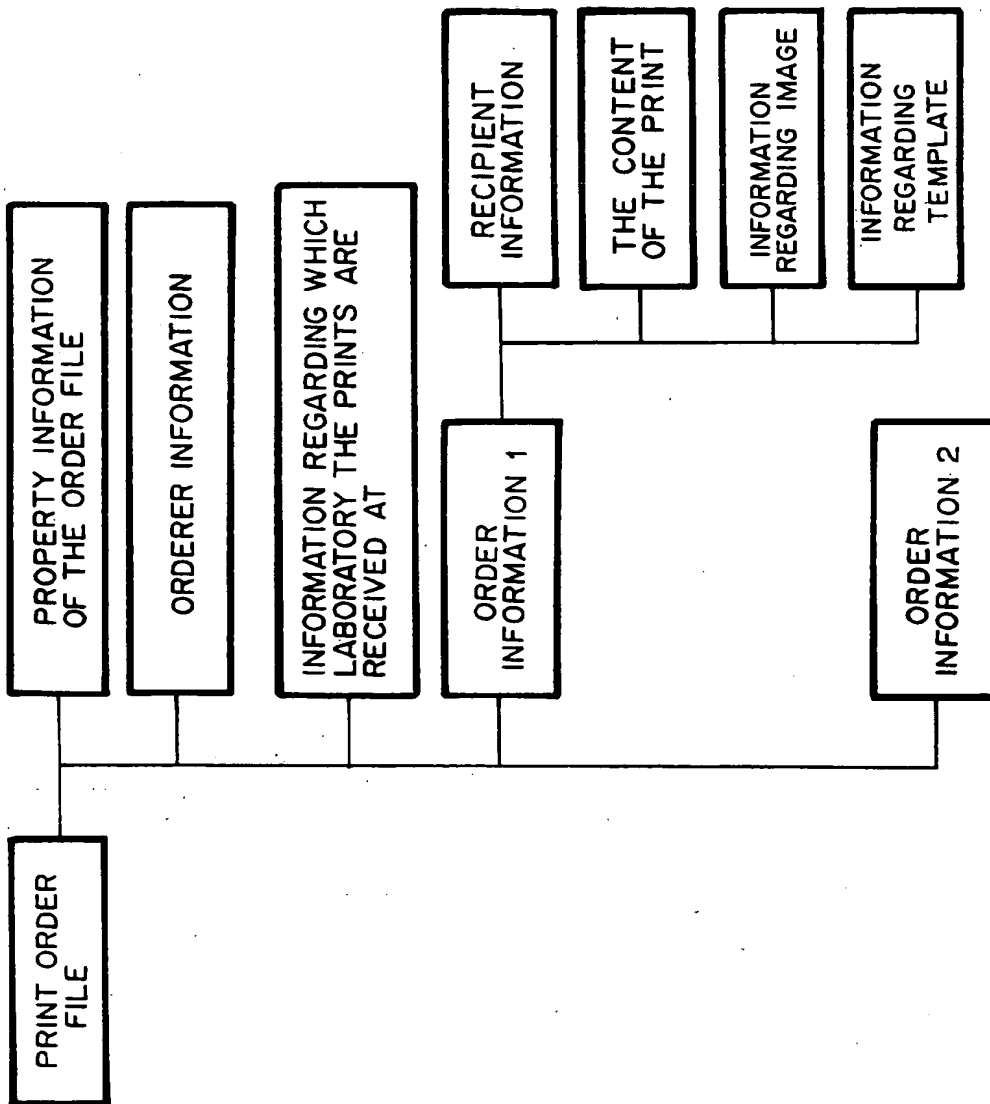 PRINT ORDER
FILE
PROPERTY INFORMATION
OF THE ORDER FILE
ORDERER INFORMATION
INFORMATION REGARDING WHICH
LABORATORY THE PRINTS ARE
RECEIVED AT
ORDER
INFORMATION 1
RECIPIENT
INFORMATION
THE CONTENT
OF THE PRINT
INFORMATION
REGARDING IMAGE
INFORMATION
REGARDING
TEMPLATE
ORDER
INFORMATION 2